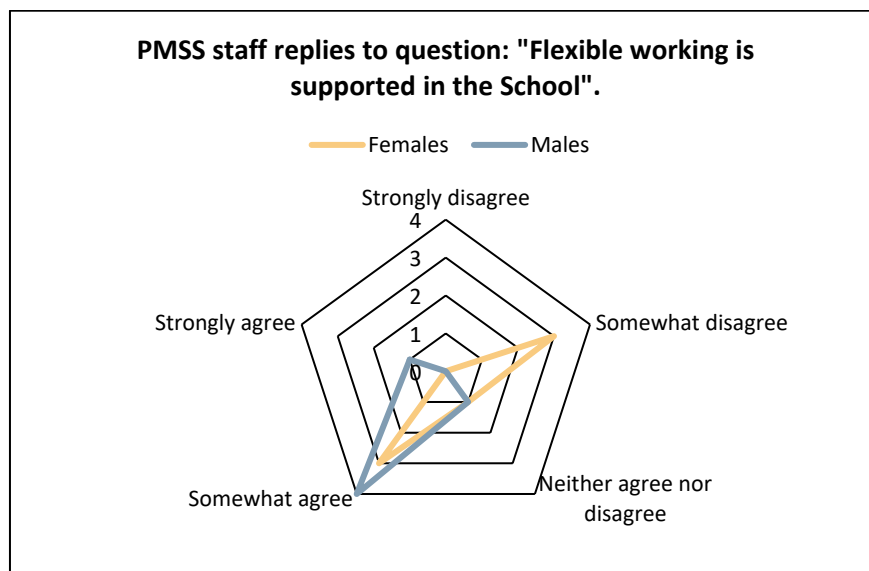 PMSS staff replies to question: "Flexible working is
supported in the School".
Females Males
Strongly disagree
4
3
2
1
0
Somewhat disagree
Strongly agree
Neither agree nor
disagree
Somewhat agree